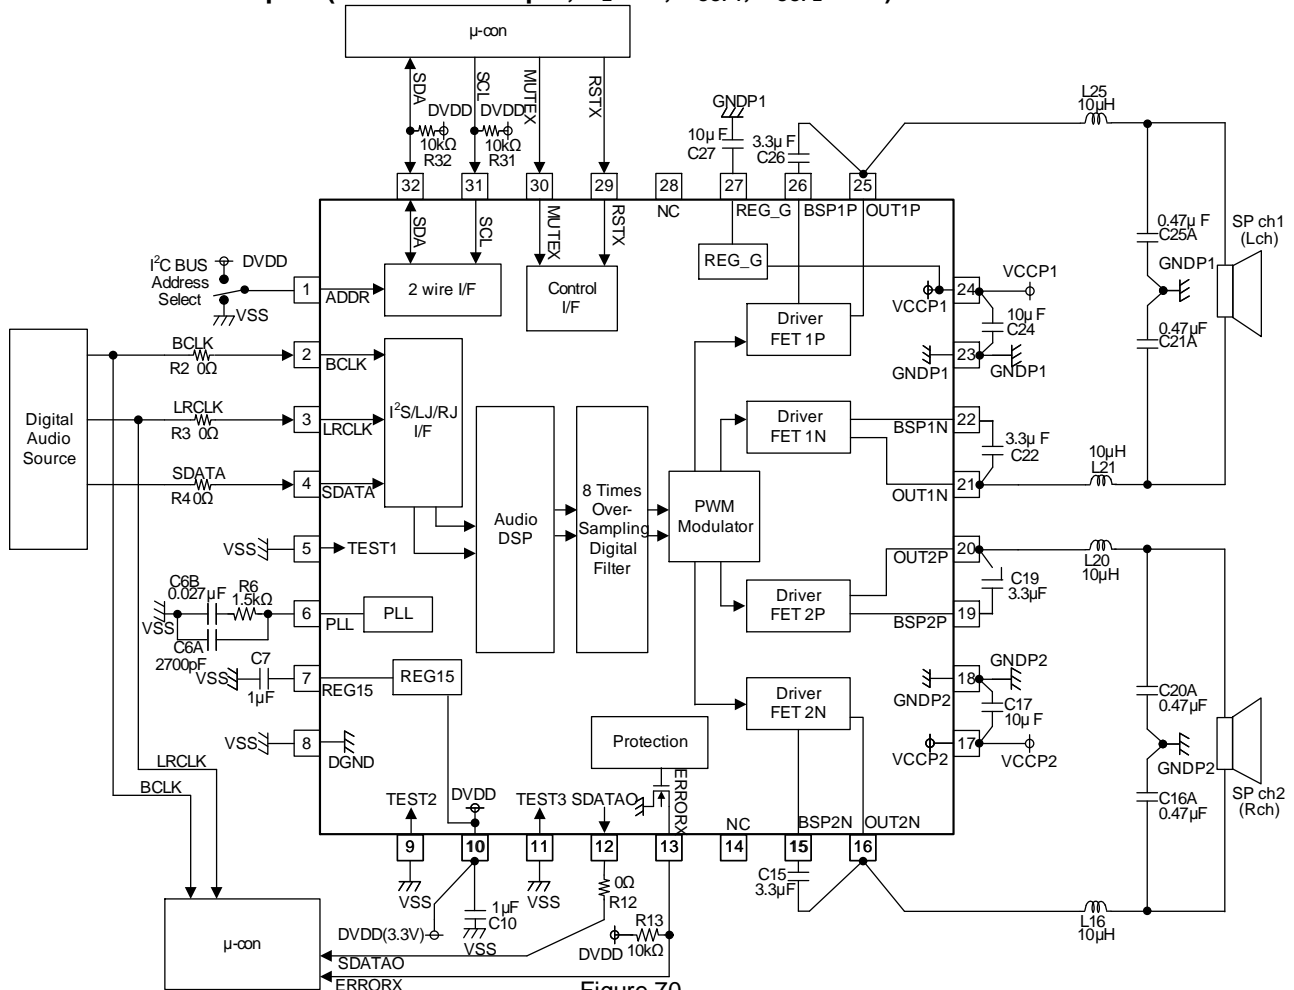 μ-con
SDA
SCL
MUTEX
RSTX
DVDD
DVDD
10kΩ
R32
10kΩ
R31
GNDP1
10μF
C27
3.3μF
C26
L25
10μH
32
31
30
29
28
27
26
25
SDA
SCL
MUTEX
RSTX
NC
REG_G
BSP1P
OUT1P
REG_G
I²C BUS
Address
Select
DVDD
VSS
1
ADDR
2 wire I/F
Control
I/F
VCCP1
24
VCCP1
10μF
C24
23
GNDP1
GNDP1
0.47μF
C25A
GNDP1
0.47μF
C21A
SP ch1
(Lch)
Driver
FET 1P
Digital
Audio
Source
BCLK
R2 0Ω
2
BCLK
LRCLK
R3 0Ω
3
LRCLK
SDATA
R4 0Ω
4
SDATA
I²S/LJ/RJ
I/F
Driver
FET 1N
BSP1N
22
3.3μF
C22
OUT1N
21
10μH
L21
Audio
DSP
8 Times
Over-
Sampling
Digital
Filter
PWM
Modulator
VSS
5
TEST1
OUT2P
20
L20
10μH
C19
3.3μF
BSP2P
19
Driver
FET 2P
C6B
0.027μF
R6
1.5kΩ
VSS
C6A
2700pF
6
PLL
PLL
C7
VSS
1μF
7
REG15
REG15
VSS
8
DGND
Driver
FET 2N
18
GNDP2
GNDP2
C17
10μF
17
VCCP2
VCCP2
C20A
0.47μF
GNDP2
C16A
0.47μF
SP ch2
(Rch)
Protection
ERRORX
LRCLK
BCLK
TEST2
DVDD
TEST3
SDATAO
NC
BSP2N
OUT2N
9
10
11
12
13
14
15
16
VSS
1μF
C10
VSS
VSS
0Ω
R12
C15
3.3μF
L16
10μH
DVDD(3.3V)
DVDD
R13
10kΩ
μ-con
SDATAO
ERRORX